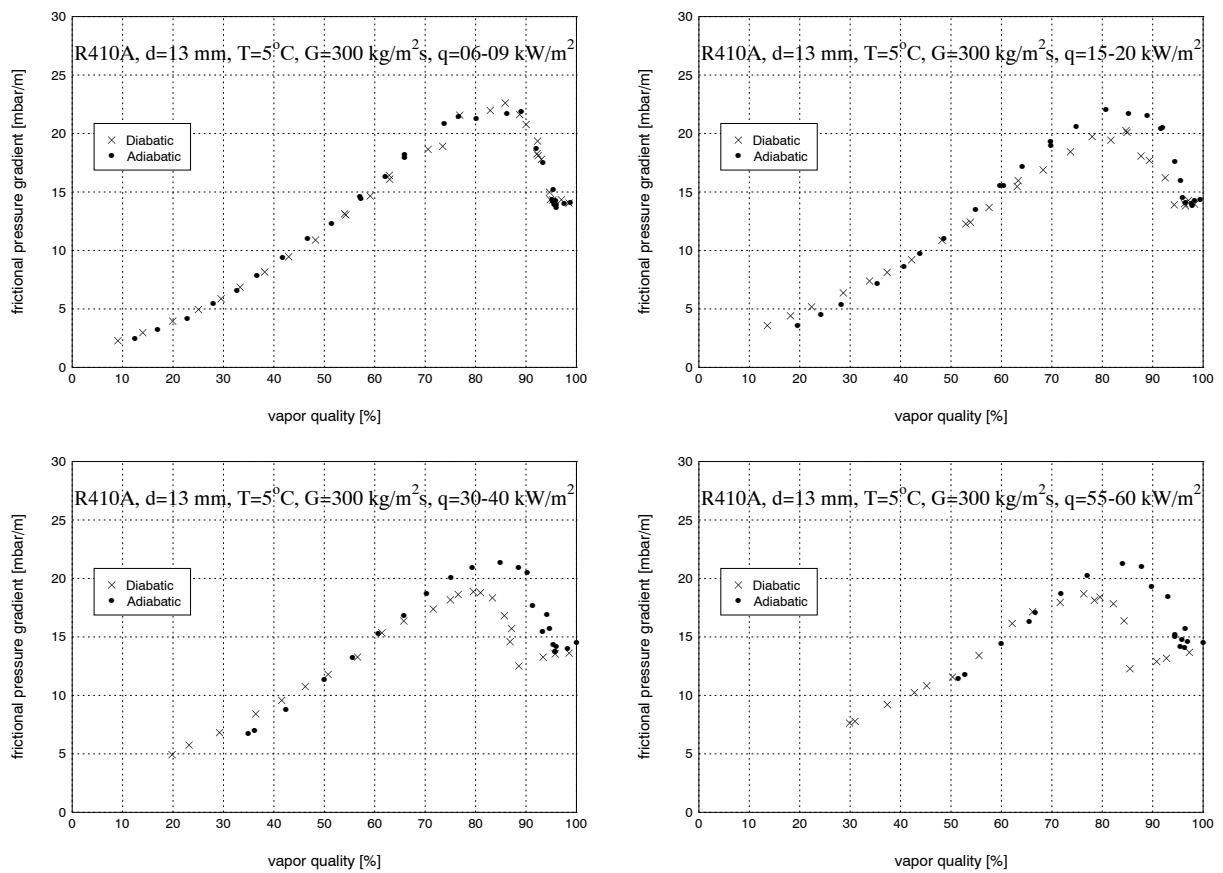 30
R410A, d=13 mm, T=5°C, G=300 kg/m²s, q=06-09 kW/m²
25
20
× Diabatic
• Adiabatic
15
10
5
0
0 10 20 30 40 50 60 70 80 90 100
frictional pressure gradient [mbar/m]
vapor quality [%]
30
R410A, d=13 mm, T=5°C, G=300 kg/m²s, q=15-20 kW/m²
25
20
× Diabatic
• Adiabatic
15
10
5
0
0 10 20 30 40 50 60 70 80 90 100
frictional pressure gradient [mbar/m]
vapor quality [%]
30
R410A, d=13 mm, T=5°C, G=300 kg/m²s, q=30-40 kW/m²
25
20
× Diabatic
• Adiabatic
15
10
5
0
0 10 20 30 40 50 60 70 80 90 100
frictional pressure gradient [mbar/m]
vapor quality [%]
30
R410A, d=13 mm, T=5°C, G=300 kg/m²s, q=55-60 kW/m²
25
20
× Diabatic
• Adiabatic
15
10
5
0
0 10 20 30 40 50 60 70 80 90 100
frictional pressure gradient [mbar/m]
vapor quality [%]